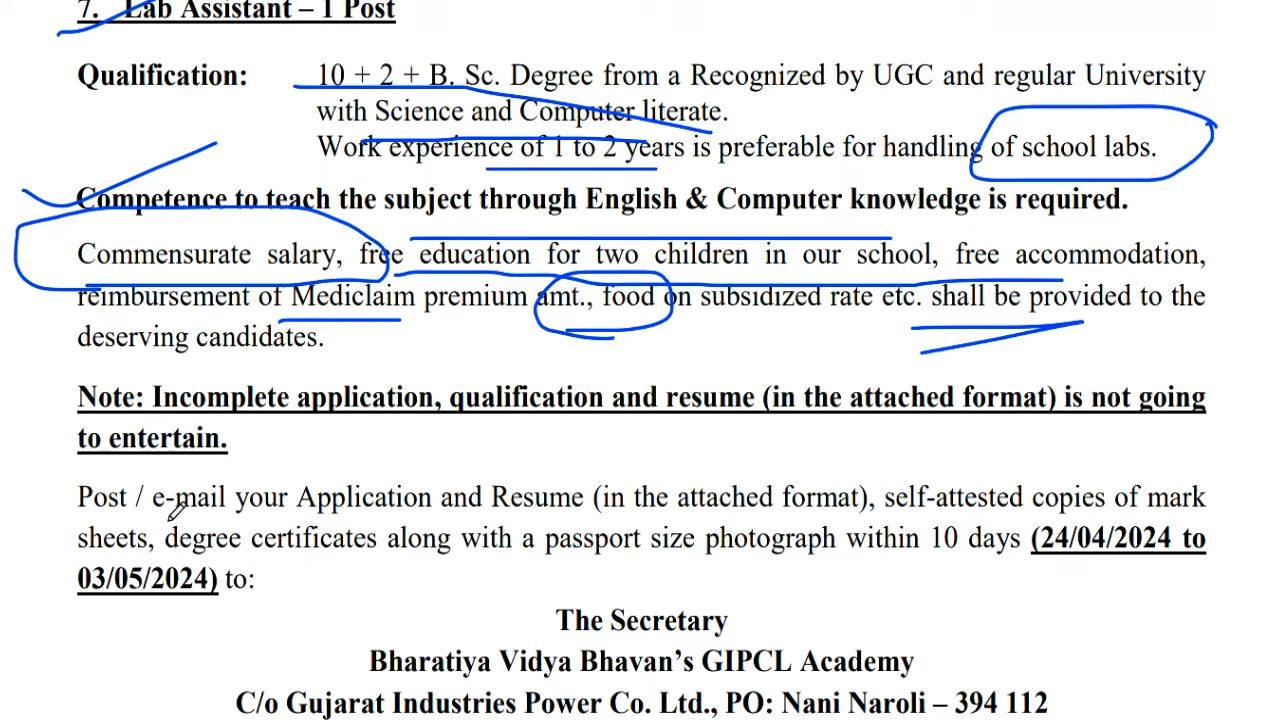 7. Lab Assistant – 1 Post
Qualification: 10 + 2 + B. Sc. Degree from a Recognized by UGC and regular University
with Science and Computer literate.
Work experience of 1 to 2 years is preferable for handling of school labs.
Competence to teach the subject through English & Computer knowledge is required.
Commensurate salary, free education for two children in our school, free accommodation,
reimbursement of Mediclaim premium amt., food on subsidized rate etc. shall be provided to the
deserving candidates.
Note: Incomplete application, qualification and resume (in the attached format) is not going
to entertain.
Post / e-mail your Application and Resume (in the attached format), self-attested copies of mark
sheets, degree certificates along with a passport size photograph within 10 days (24/04/2024 to
03/05/2024) to:
The Secretary
Bharatiya Vidya Bhavan’s GIPCL Academy
C/o Gujarat Industries Power Co. Ltd., PO: Nani Naroli – 394 112